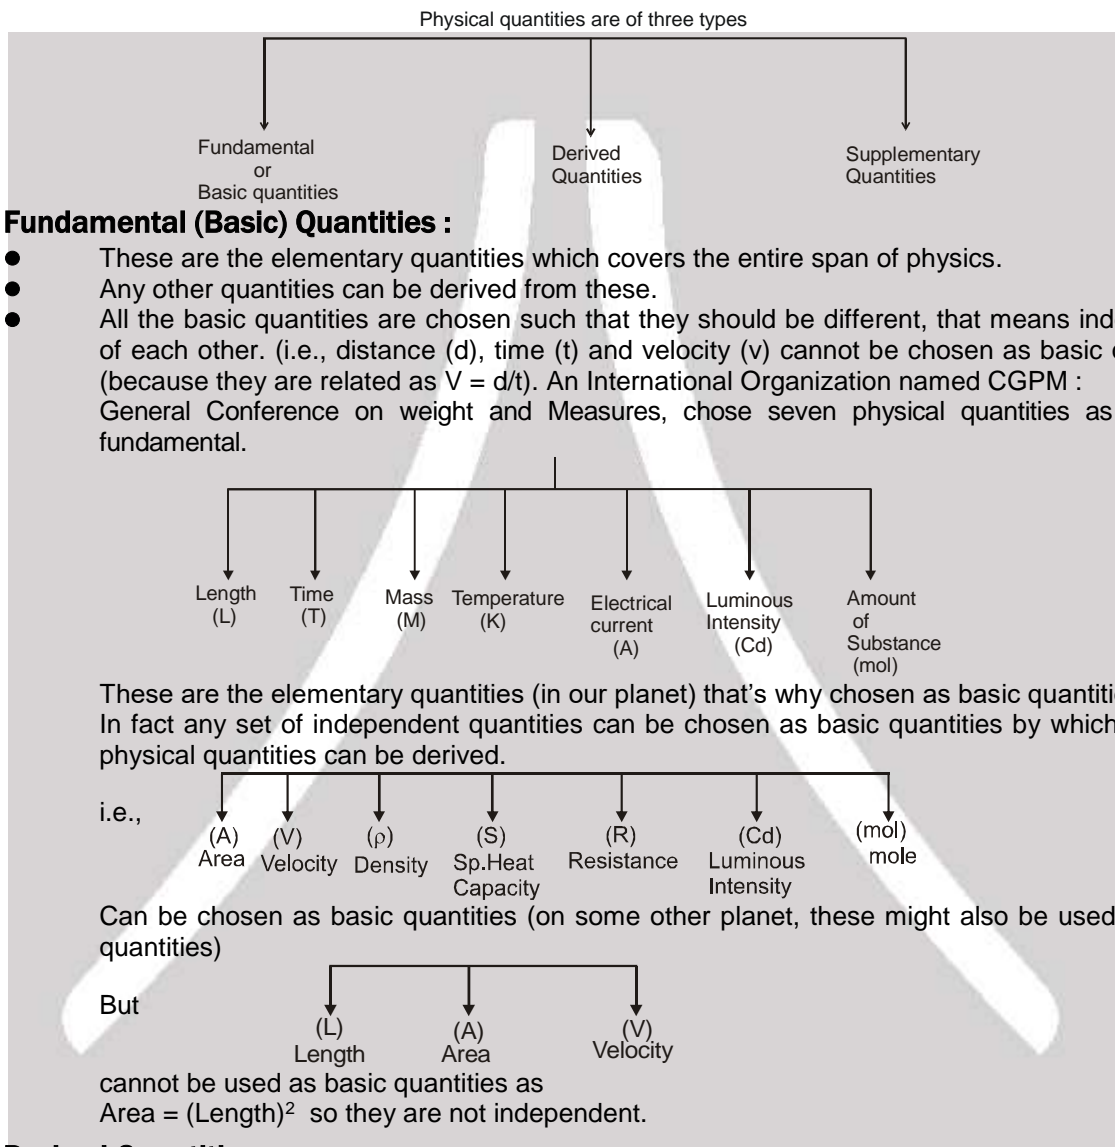 Physical quantities are of three types
Fundamental
or
Basic quantities
Derived
Quantities
Supplementary
Quantities
Fundamental (Basic) Quantities :
● These are the elementary quantities which covers the entire span of physics.
● Any other quantities can be derived from these.
● All the basic quantities are chosen such that they should be different, that means ind
of each other. (i.e., distance (d), time (t) and velocity (v) cannot be chosen as basic
(because they are related as V = d/t). An International Organization named CGPM :
General Conference on weight and Measures, chose seven physical quantities as
fundamental.
Length
(L)
Time
(T)
Mass
(M)
Temperature
(K)
Electrical
current
(A)
Luminous
Intensity
(Cd)
Amount
of
Substance
(mol)
These are the elementary quantities (in our planet) that's why chosen as basic quantiti
In fact any set of independent quantities can be chosen as basic quantities by which
physical quantities can be derived.
i.e.,
(A)
Area
(V)
Velocity
(ρ)
Density
(S)
Sp.Heat
Capacity
(R)
Resistance
(Cd)
Luminous
Intensity
(mol)
mole
Can be chosen as basic quantities (on some other planet, these might also be used
quantities)
But
(L)
Length
(A)
Area
(V)
Velocity
cannot be used as basic quantities as
Area = (Length)² so they are not independent.